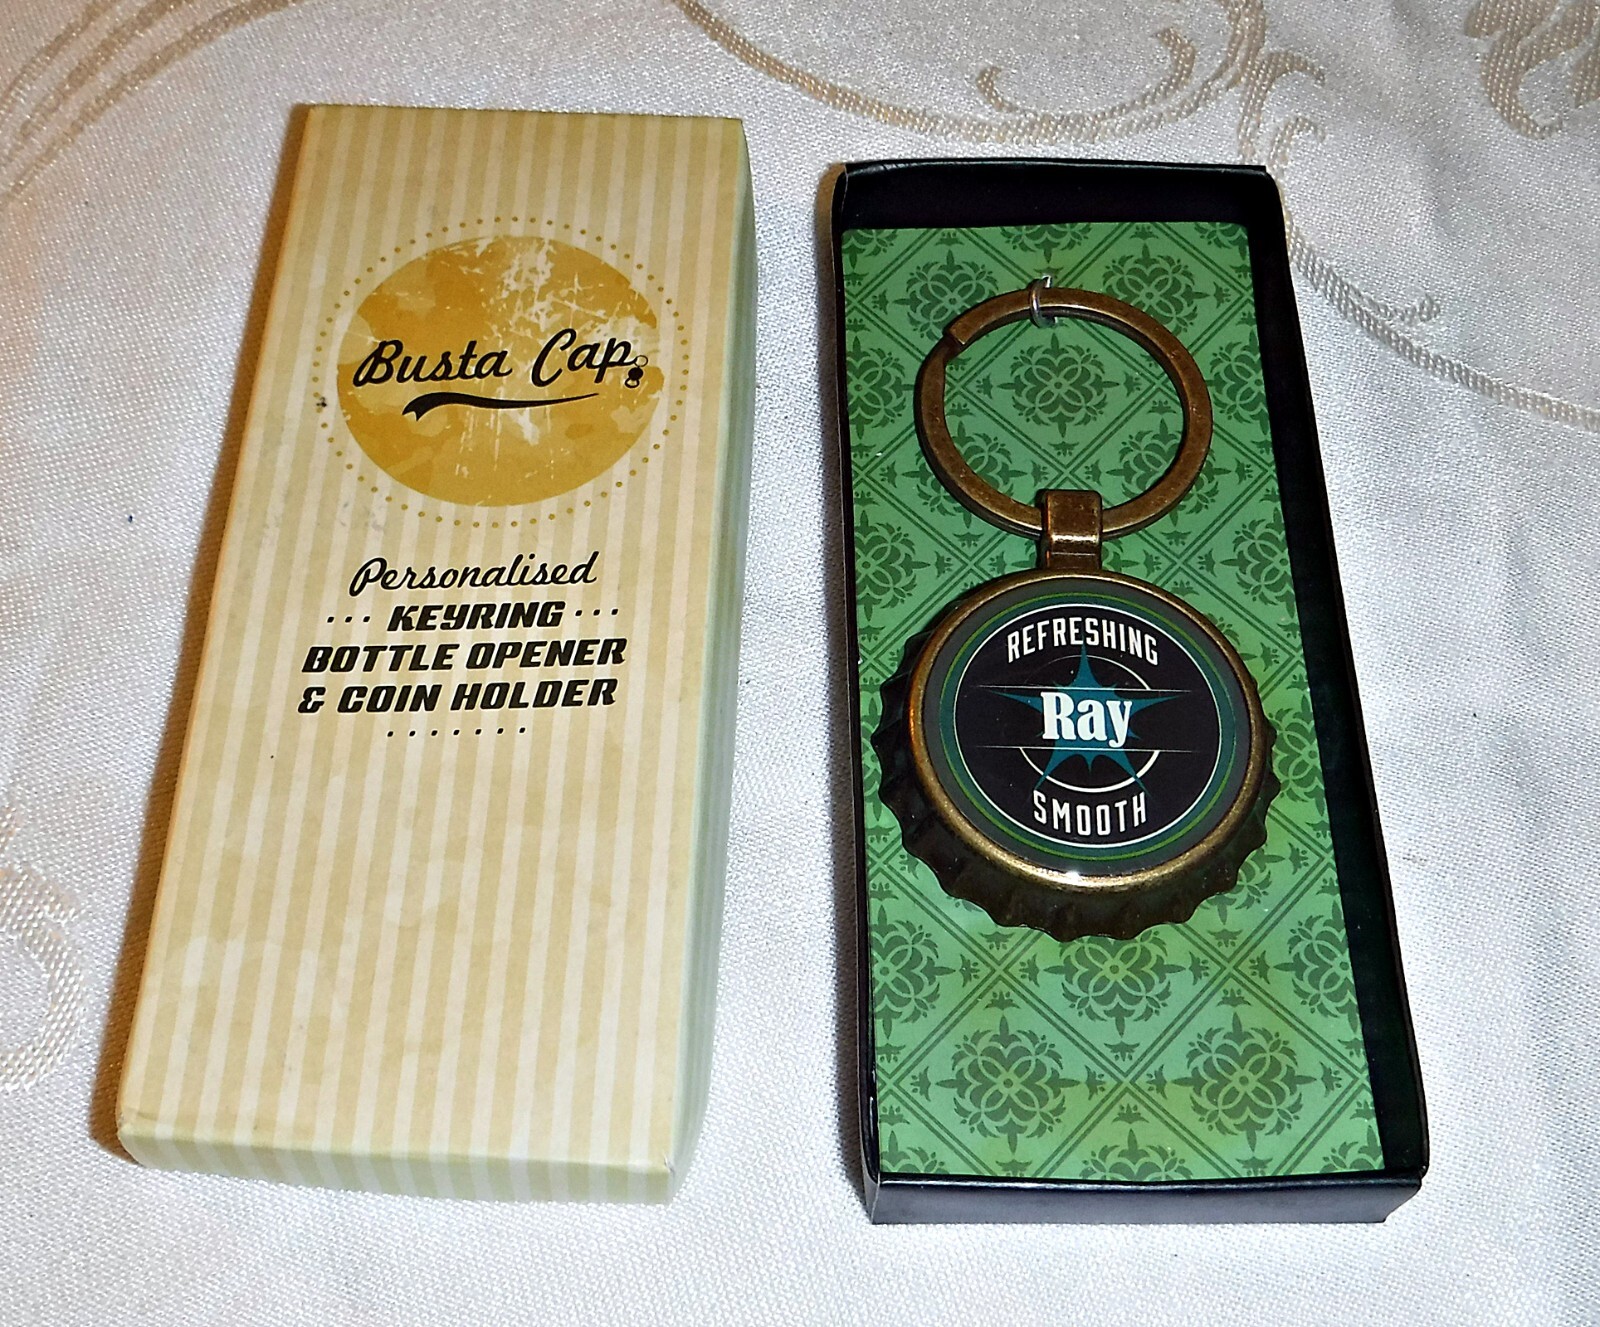 Busta Cap
Personalised
··· KEYRING ···
BOTTLE OPENER
& COIN HOLDER
REFRESHING
Ray
SMOOTH